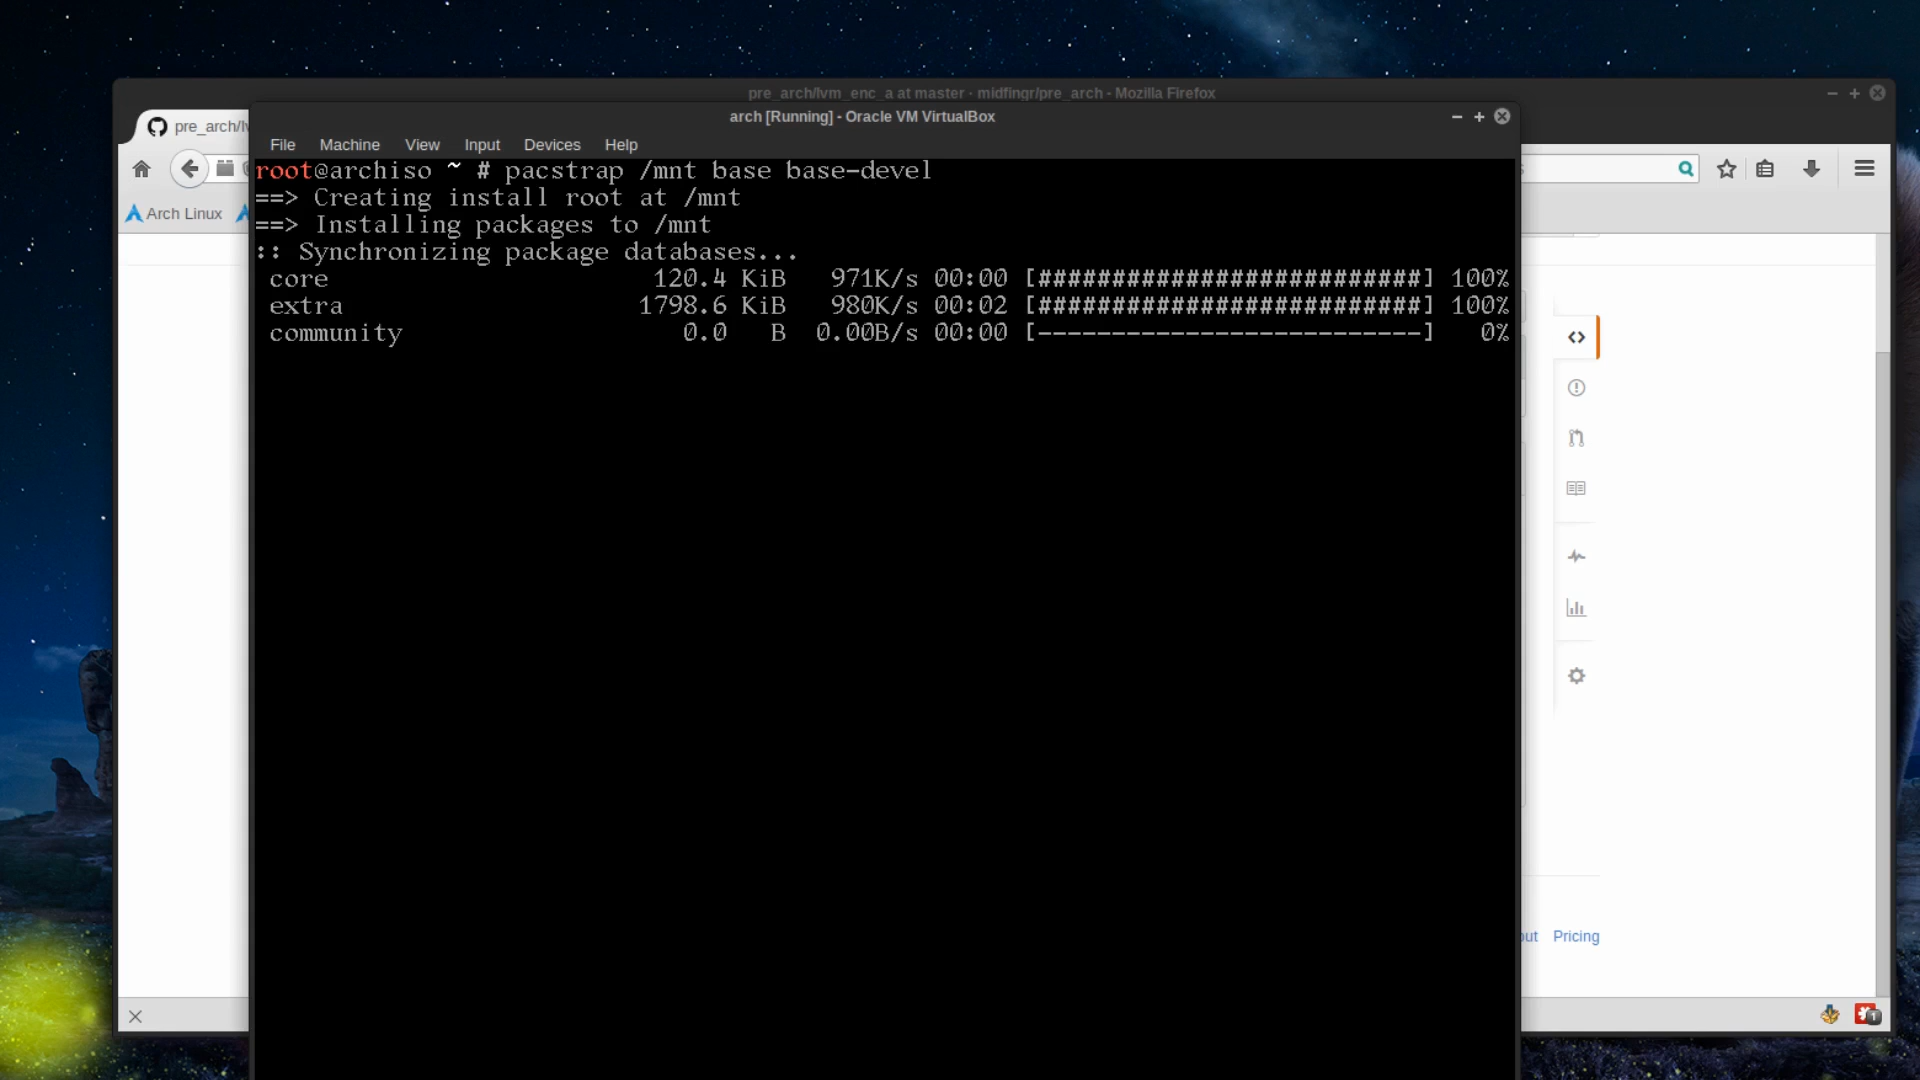 pre_arch/lvm_enc_a at master - midfingr/pre_arch - Mozilla Firefox
arch [Running] - Oracle VM VirtualBox
pre_arch/lv
File Machine View Input Devices Help
Arch Linux
root@archiso ~ # pacstrap /mnt base base-devel
==> Creating install root at /mnt
==> Installing packages to /mnt
:: Synchronizing package databases...
core 120.4 KiB 971K/s 00:00 [##########################] 100%
extra 1798.6 KiB 980K/s 00:02 [##########################] 100%
community 0.0 B 0.00B/s 00:00 [--------------------------] 0%
out Pricing
1